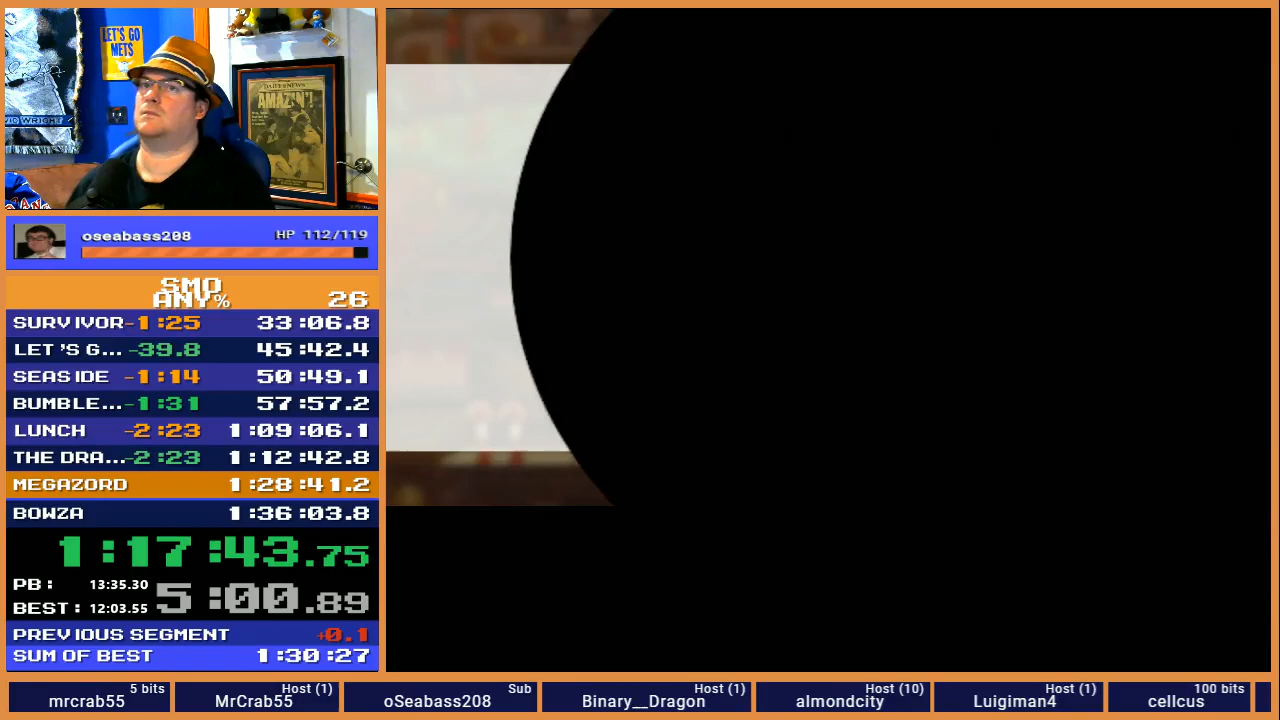 LET'S GO
METS
DAILY NEWS
AMAZIN'!
VID WRIGHT
oseabass208 HP 112/119
SMO
ANY% 26
SURVIVOR -1:25 33:06.8
LET'S G... -39.8 45:42.4
SEASIDE -1:14 50:49.1
BUMBLE... -1:31 57:57.2
LUNCH -2:23 1:09:06.1
THE DRA... -2:23 1:12:42.8
MEGAZORD 1:28:41.2
BOWZA 1:36:03.8
1:17:43.75
PB: 13:35.30
BEST: 12:03.55 5:00.89
PREVIOUS SEGMENT +0.1
SUM OF BEST 1:30:27
5 bits Host (1) Sub Host (1) Host (10) Host (1) 100 bits
mrcrab55 MrCrab55 oSeabass208 Binary__Dragon almondcity Luigiman4 cellcus